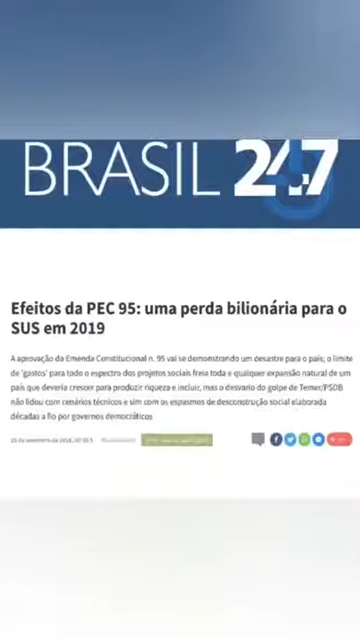 BRASIL 247
Efeitos da PEC 95: uma perda bilionária para o
SUS em 2019
A aprovação da Emenda Constitucional n. 95 vai se demonstrando um desastre para o país; o limite
de 'gastos' para todo o espectro dos projetos sociais freia toda e qualquer expansão natural de um
país que deveria crescer para produzir riqueza e incluir, mas o desvario do golpe de Temer/PSDB
não lidou com cenários técnicos e sim com os espasmos de desconstrução social elaborada
décadas a fio por governos democráticos